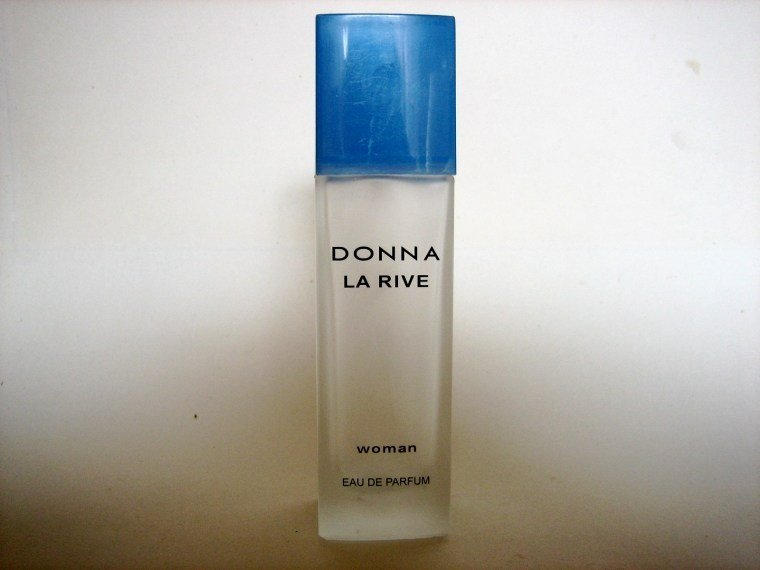 DONNA
LA RIVE
woman
EAU DE PARFUM